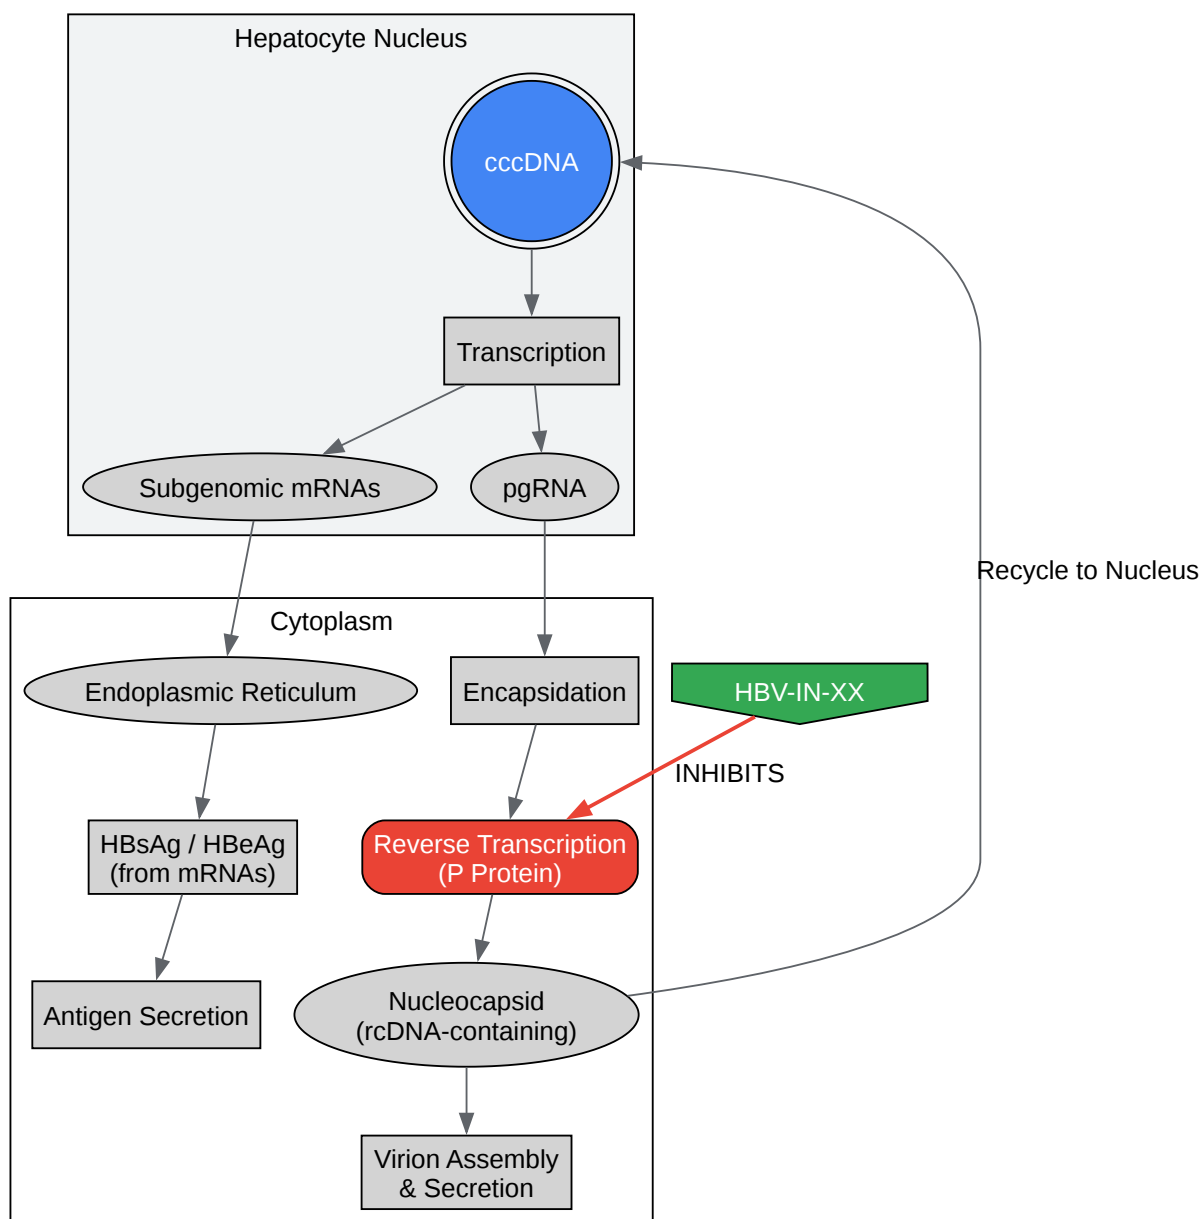 Hepatocyte Nucleus
cccDNA
Transcription
Subgenomic mRNAs
pgRNA
Recycle to Nucleus
Cytoplasm
Endoplasmic Reticulum
Encapsidation
HBV-IN-XX
INHIBITS
HBsAg / HBeAg
(from mRNAs)
Reverse Transcription
(P Protein)
Antigen Secretion
Nucleocapsid
(rcDNA-containing)
Virion Assembly
& Secretion